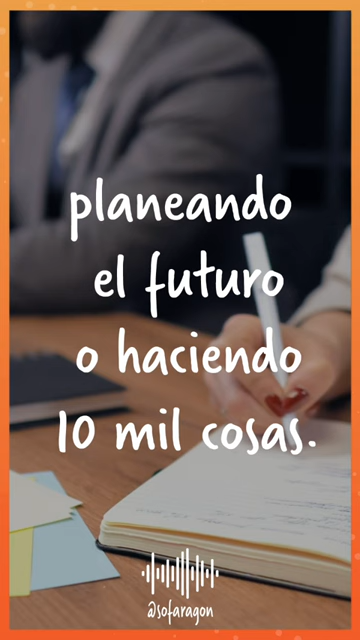 planeando
el futuro
o haciendo
10 mil cosas.
@sofaragon